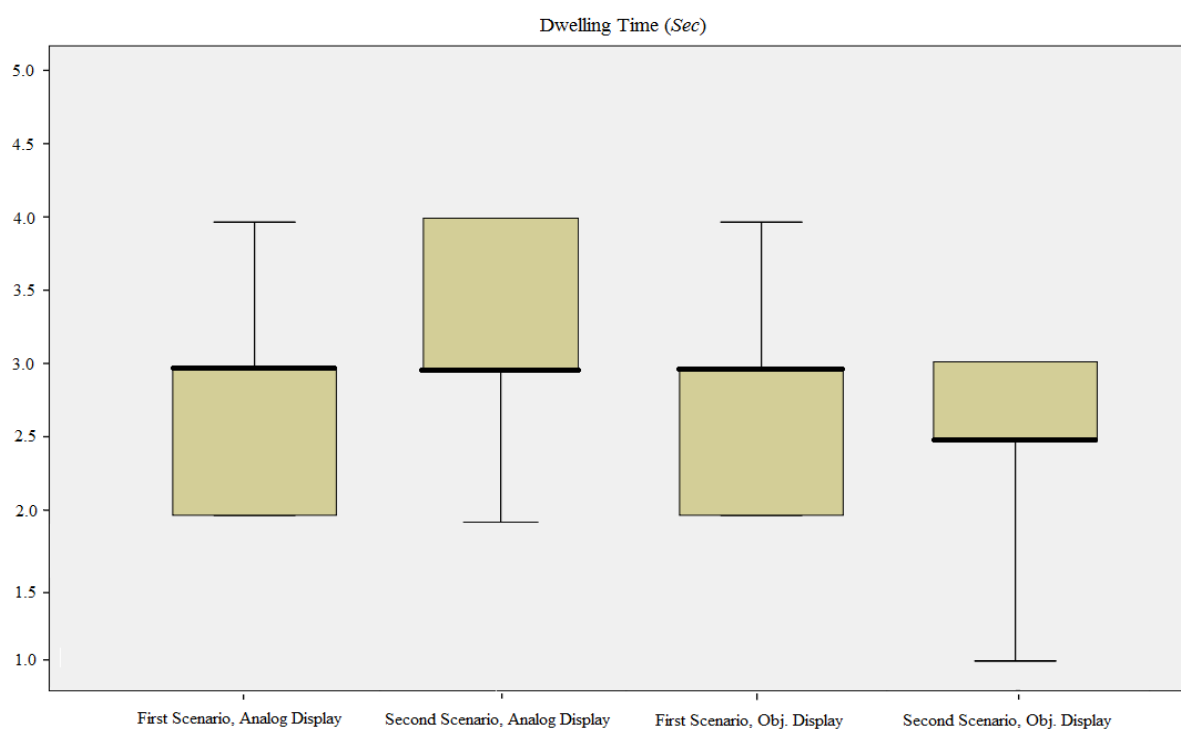 Dwelling Time (Sec)
5.0
4.5
4.0
3.5
3.0
2.5
2.0
1.5
1.0
First Scenario, Analog Display
Second Scenario, Analog Display
First Scenario, Obj. Display
Second Scenario, Obj. Display